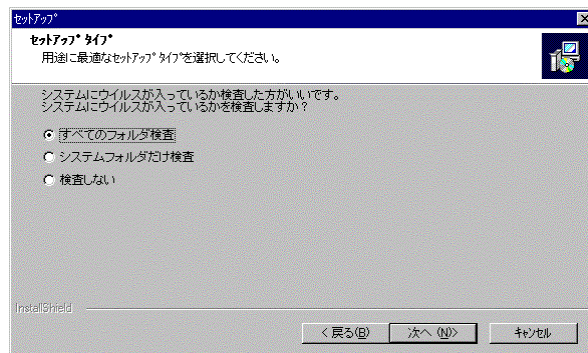 ｾｯﾄｱｯﾌﾟ
ｾｯﾄｱｯﾌﾟ ﾀｲﾌﾟ
用途に最適なｾｯﾄｱｯﾌﾟ ﾀｲﾌﾟを選択してください。
システムにウイルスが入っているか検査した方がいいです。
システムにウイルスが入っているかを検査しますか？
すべてのフォルダ検査
システムフォルダだけ検査
検査しない
InstallShield
< 戻る(B) 次へ (N)> ｷｬﾝｾﾙ